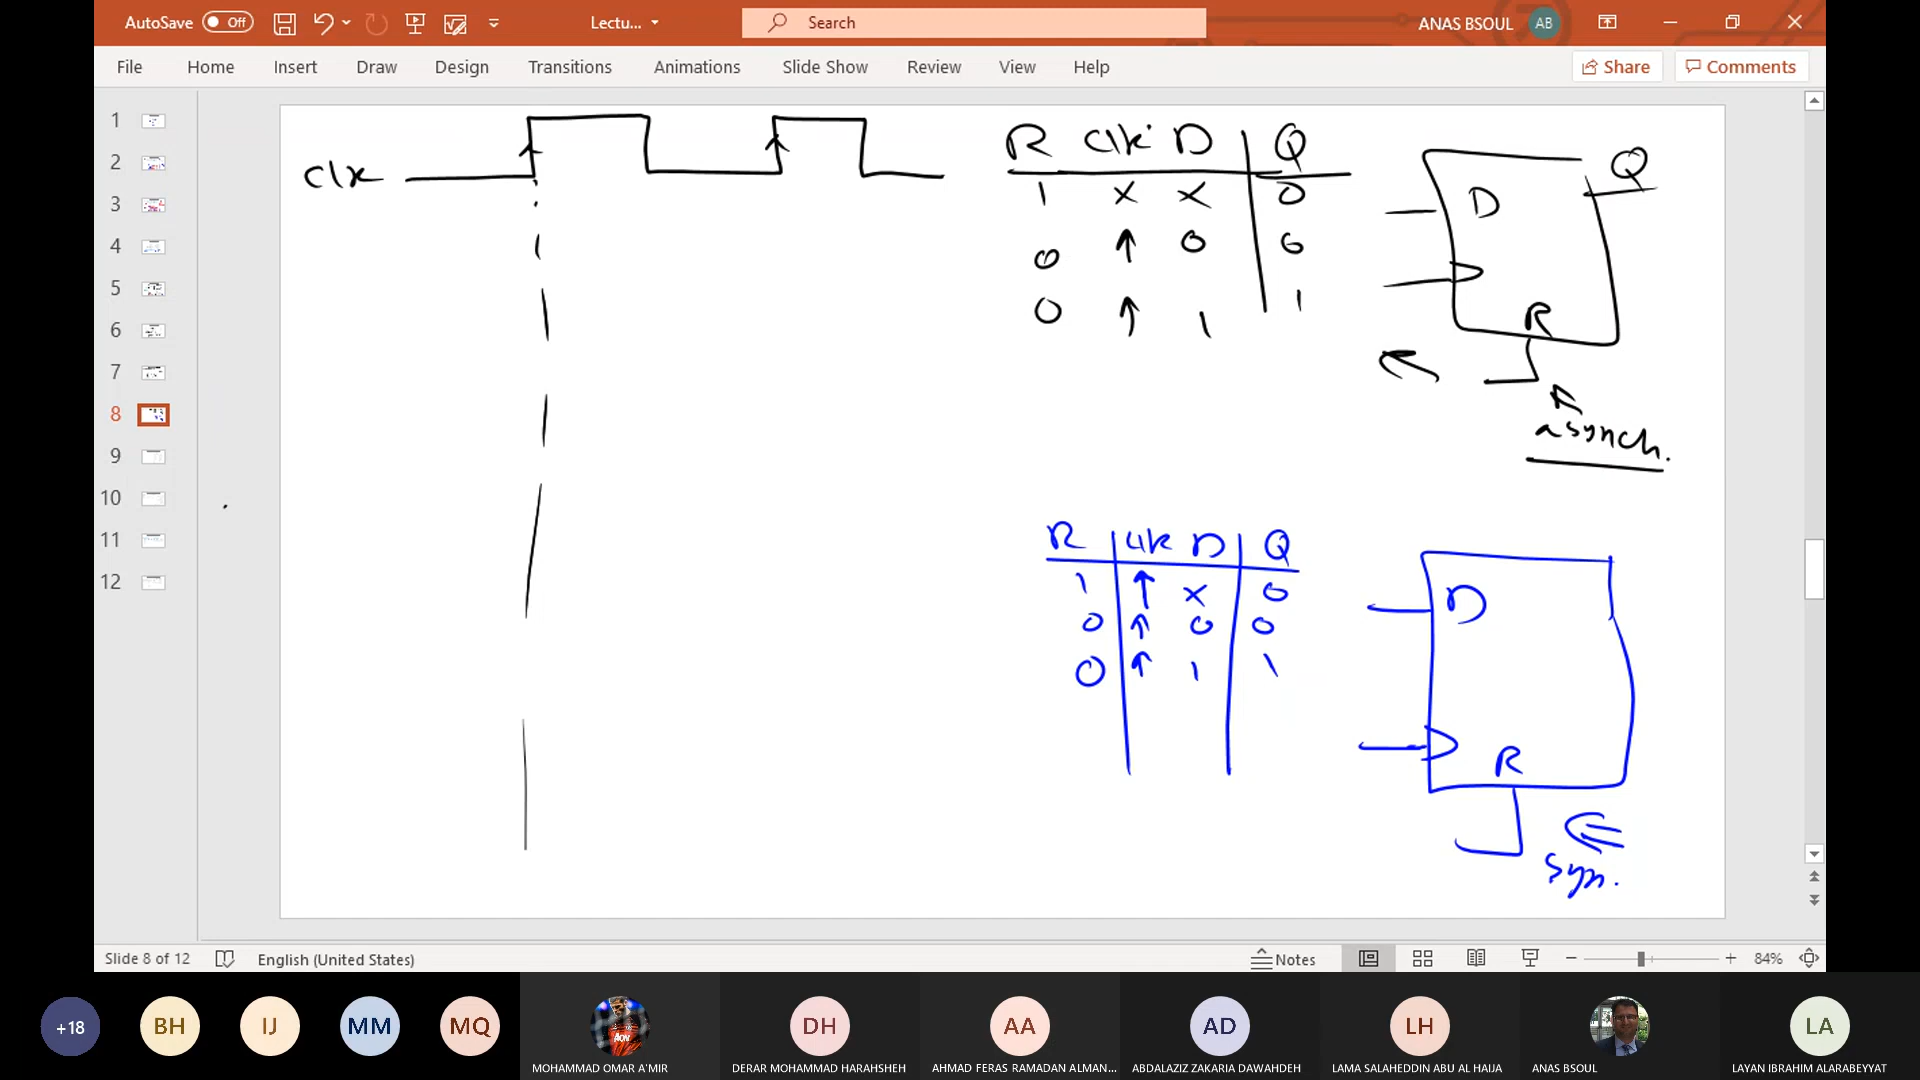 AutoSave Off Lectu... Search ANAS BSOUL AB
File Home Insert Draw Design Transitions Animations Slide Show Review View Help Share Comments
1
2
3
4
5
6
7
8
9
10
11
12
Clk
R Clk D Q
1 X X 0
0 ↑ 0 0
0 ↑ 1 1
Q
D
R
asynch.
R Clk D Q
1 ↑ X 0
0 ↑ 0 0
0 ↑ 1 1
D
R
syn.
Slide 8 of 12 English (United States) Notes 84%
+18 BH IJ MM MQ DH AA AD LH LA
MOHAMMAD OMAR A'MIR DERAR MOHAMMAD HARAHSHEH AHMAD FERAS RAMADAN ALMAN... ABDALAZIZ ZAKARIA DAWAHDEH LAMA SALAHEDDIN ABU AL HAIJA ANAS BSOUL LAYAN IBRAHIM ALARABEYYAT